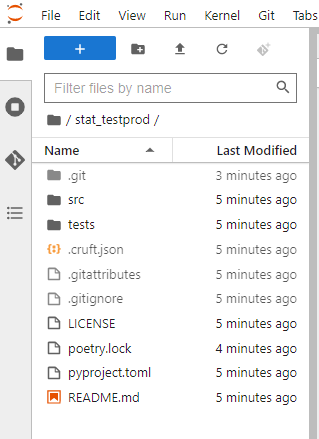 File Edit View Run Kernel Git Tabs
Filter files by name
/ stat_testprod /
Name Last Modified
.git 3 minutes ago
src 5 minutes ago
tests 5 minutes ago
.cruft.json 5 minutes ago
.gitattributes 5 minutes ago
.gitignore 5 minutes ago
LICENSE 5 minutes ago
poetry.lock 4 minutes ago
pyproject.toml 5 minutes ago
README.md 5 minutes ago